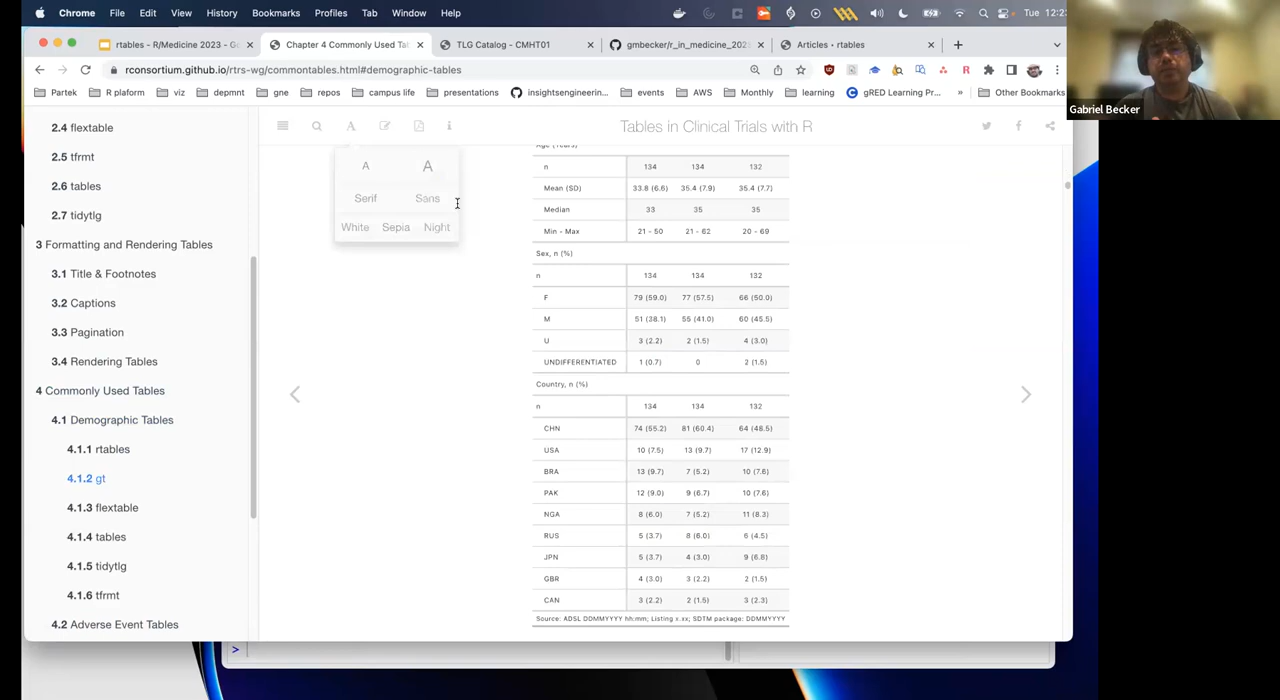 Chrome File Edit View History Bookmarks Profiles Tab Window Help
Tue 12:2
rtables - R/Medicine 2023 - G
Chapter 4 Commonly Used Ta
TLG Catalog - CMHT01
gmbecker/r_in_medicine_202
Articles - rtables
rconsortium.github.io/rtrs-wg/commontables.html#demographic-tables
Partek R plaform viz depmnt gne repos campus life presentations insightsengineerin... events AWS Monthly learning gRED Learning Pr... » Other Bookmarks
Gabriel Becker
2.4 flextable
2.5 tfrmt
2.6 tables
2.7 tidytlg
3 Formatting and Rendering Tables
3.1 Title & Footnotes
3.2 Captions
3.3 Pagination
3.4 Rendering Tables
4 Commonly Used Tables
4.1 Demographic Tables
4.1.1 rtables
4.1.2 gt
4.1.3 flextable
4.1.4 tables
4.1.5 tidytlg
4.1.6 tfrmt
4.2 Adverse Event Tables
Tables in Clinical Trials with R
A A
Serif Sans
White Sepia Night
Age (Years)
n 134 134 132
Mean (SD) 33.8 (6.6) 35.4 (7.9) 35.4 (7.7)
Median 33 35 35
Min - Max 21 - 50 21 - 62 20 - 69
Sex, n (%)
n 134 134 132
F 79 (59.0) 77 (57.5) 66 (50.0)
M 51 (38.1) 55 (41.0) 60 (45.5)
U 3 (2.2) 2 (1.5) 4 (3.0)
UNDIFFERENTIATED 1 (0.7) 0 2 (1.5)
Country, n (%)
n 134 134 132
CHN 74 (55.2) 81 (60.4) 64 (48.5)
USA 10 (7.5) 13 (9.7) 17 (12.9)
BRA 13 (9.7) 7 (5.2) 10 (7.6)
PAK 12 (9.0) 9 (6.7) 10 (7.6)
NGA 8 (6.0) 7 (5.2) 11 (8.3)
RUS 5 (3.7) 8 (6.0) 6 (4.5)
JPN 5 (3.7) 4 (3.0) 9 (6.8)
GBR 4 (3.0) 3 (2.2) 2 (1.5)
CAN 3 (2.2) 2 (1.5) 3 (2.3)
Source: ADSL DDMMYYYY hh:mm; Listing x.xx; SDTM package: DDMMYYYY
>